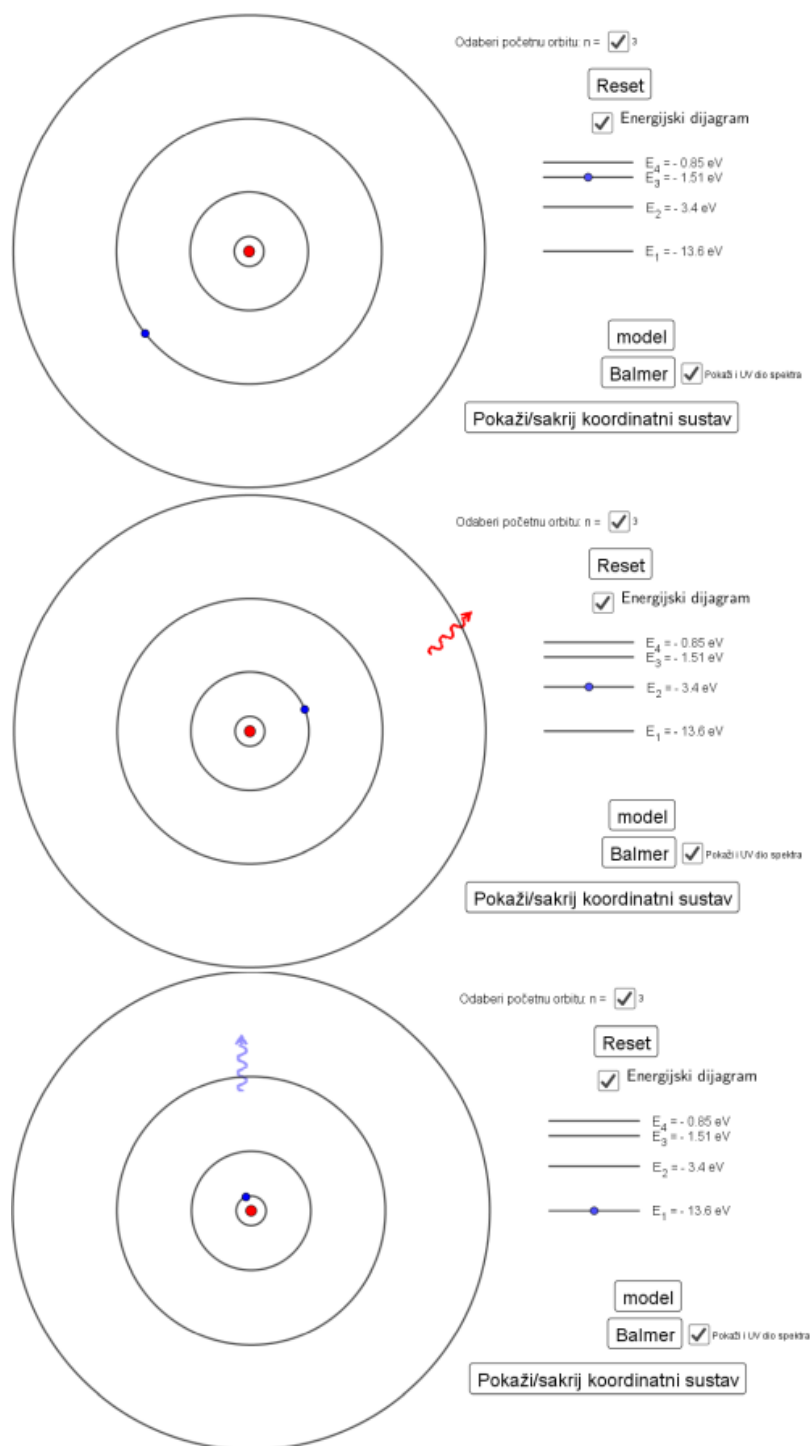 Odaberi početnu orbitu: n = 3
Reset
Energijski dijagram
E4 = - 0.85 eV
E3 = - 1.51 eV
E2 = - 3.4 eV
E1 = - 13.6 eV
model
Balmer Pokaži i UV dio spektra
Pokaži/sakrij koordinatni sustav
Odaberi početnu orbitu: n = 3
Reset
Energijski dijagram
E4 = - 0.85 eV
E3 = - 1.51 eV
E2 = - 3.4 eV
E1 = - 13.6 eV
model
Balmer Pokaži i UV dio spektra
Pokaži/sakrij koordinatni sustav
Odaberi početnu orbitu: n = 3
Reset
Energijski dijagram
E4 = - 0.85 eV
E3 = - 1.51 eV
E2 = - 3.4 eV
E1 = - 13.6 eV
model
Balmer Pokaži i UV dio spektra
Pokaži/sakrij koordinatni sustav